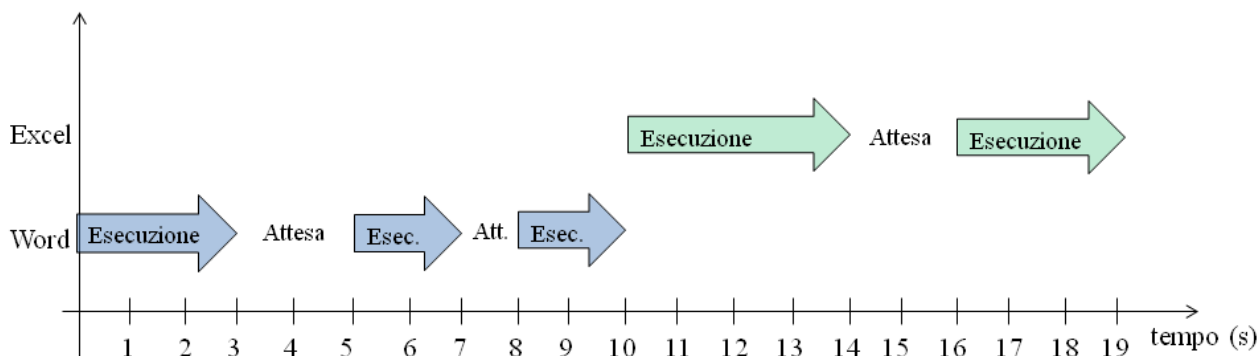 Excel
Esecuzione Attesa Esecuzione
Word
Esecuzione Attesa Esec. Att. Esec.
1 2 3 4 5 6 7 8 9 10 11 12 13 14 15 16 17 18 19 tempo (s)